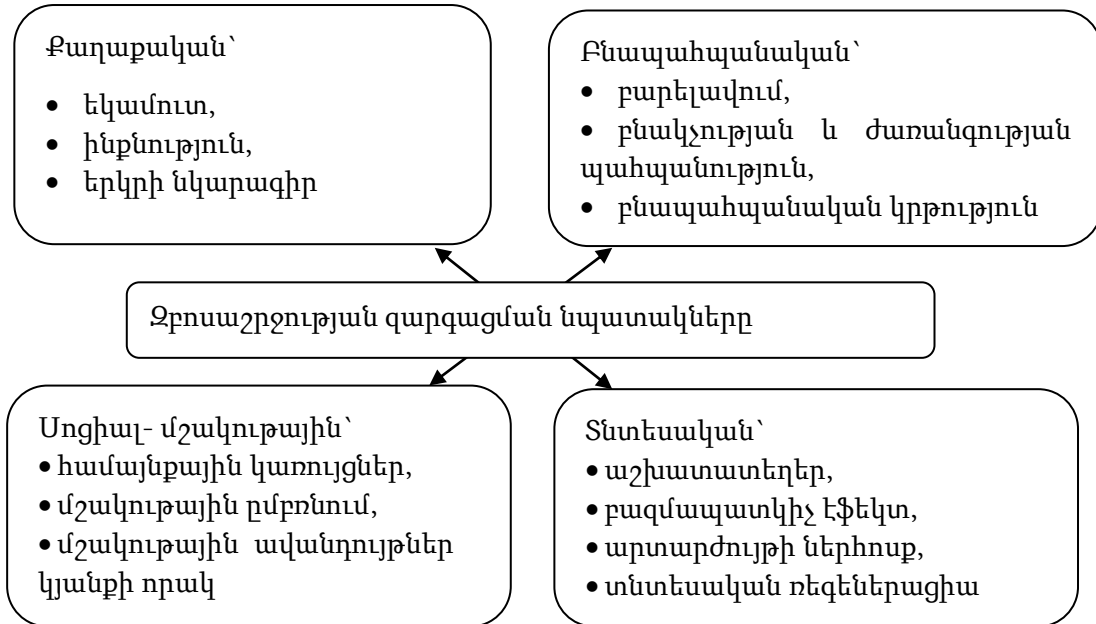 Քաղաքական՝
• եկամուտ,
• ինքնություն,
• երկրի նկարագիր
Բնապահպանական՝
• բարելավում,
• բնակչության և ժառանգության
պահպանություն,
• բնապահպանական կրթություն
Զբոսաշրջության զարգացման նպատակները
Սոցիալ- մշակութային՝
• համայնքային կառույցներ,
• մշակութային ըմբռնում,
• մշակութային ավանդույթներ
կյանքի որակ
Տնտեսական՝
• աշխատատեղեր,
• բազմապատկիչ էֆեկտ,
• արտարժույթի ներհոսք,
• տնտեսական ռեգեներացիա